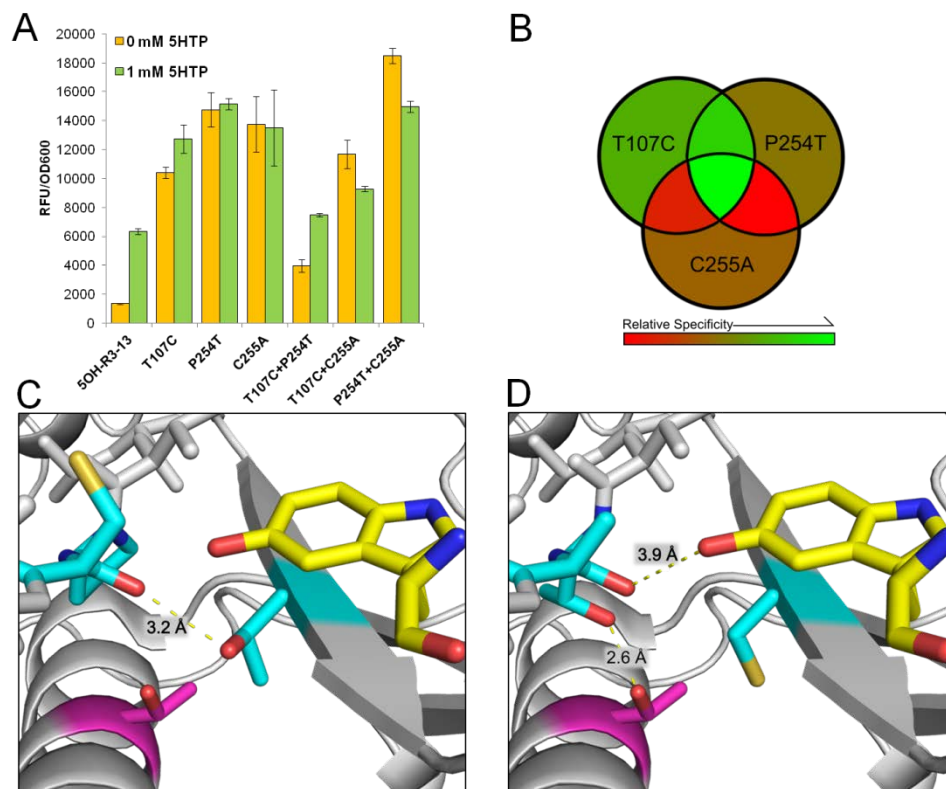 A
B
20000
18000
16000
14000
12000
10000
8000
6000
4000
2000
0
RFU/OD600
0 mM 5HTP
1 mM 5HTP
5OH-R3-13
T107C
P254T
C255A
T107C+P254T
T107C+C255A
P254T+C255A
T107C
P254T
C255A
Relative Specificity
C
D
3.2 Å
3.9 Å
2.6 Å